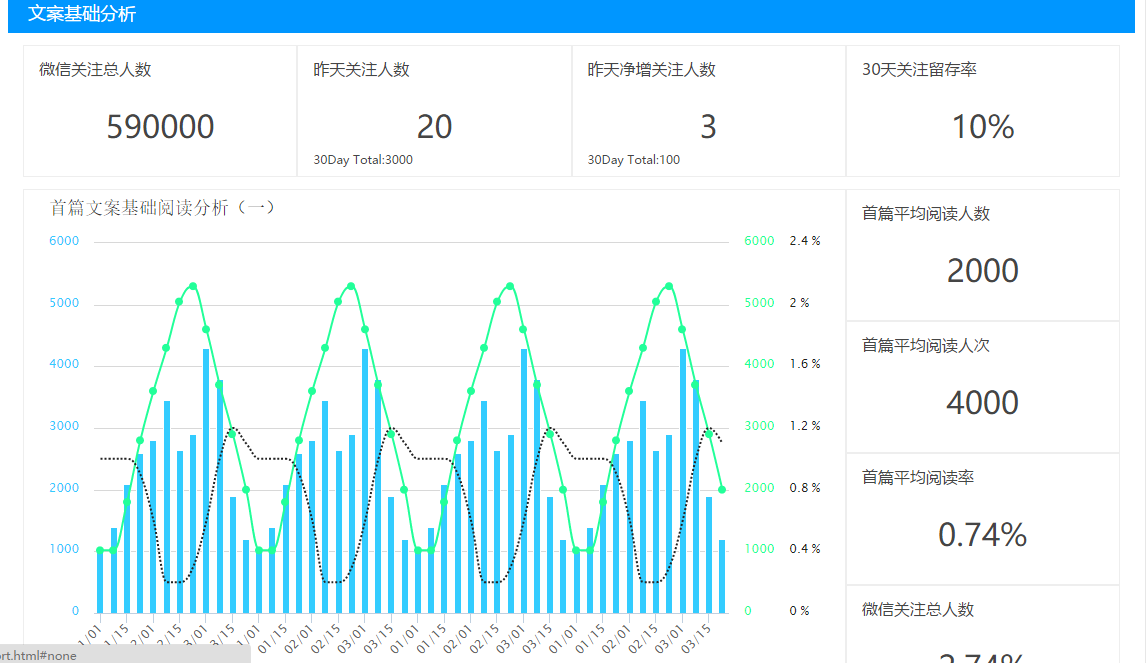 文案基础分析
微信关注总人数
590000
昨天关注人数
20
30Day Total:3000
昨天净增关注人数
3
30Day Total:100
30天关注留存率
10%
首篇文案基础阅读分析（一）
6000 6000 2.4 %
5000 5000 2 %
4000 4000 1.6 %
3000 3000 1.2 %
2000 2000 0.8 %
1000 1000 0.4 %
0 0 0 %
1/01 1/15 2/01 2/15 3/01 03/15 01/01 01/15 02/01 02/15 03/01 03/15 01/01 01/15 02/01 02/15 03/01 03/15 01/01 01/15 02/01 02/15 03/01 03/15
首篇平均阅读人数
2000
首篇平均阅读人次
4000
首篇平均阅读率
0.74%
微信关注总人数
2.74%
ort.html#none